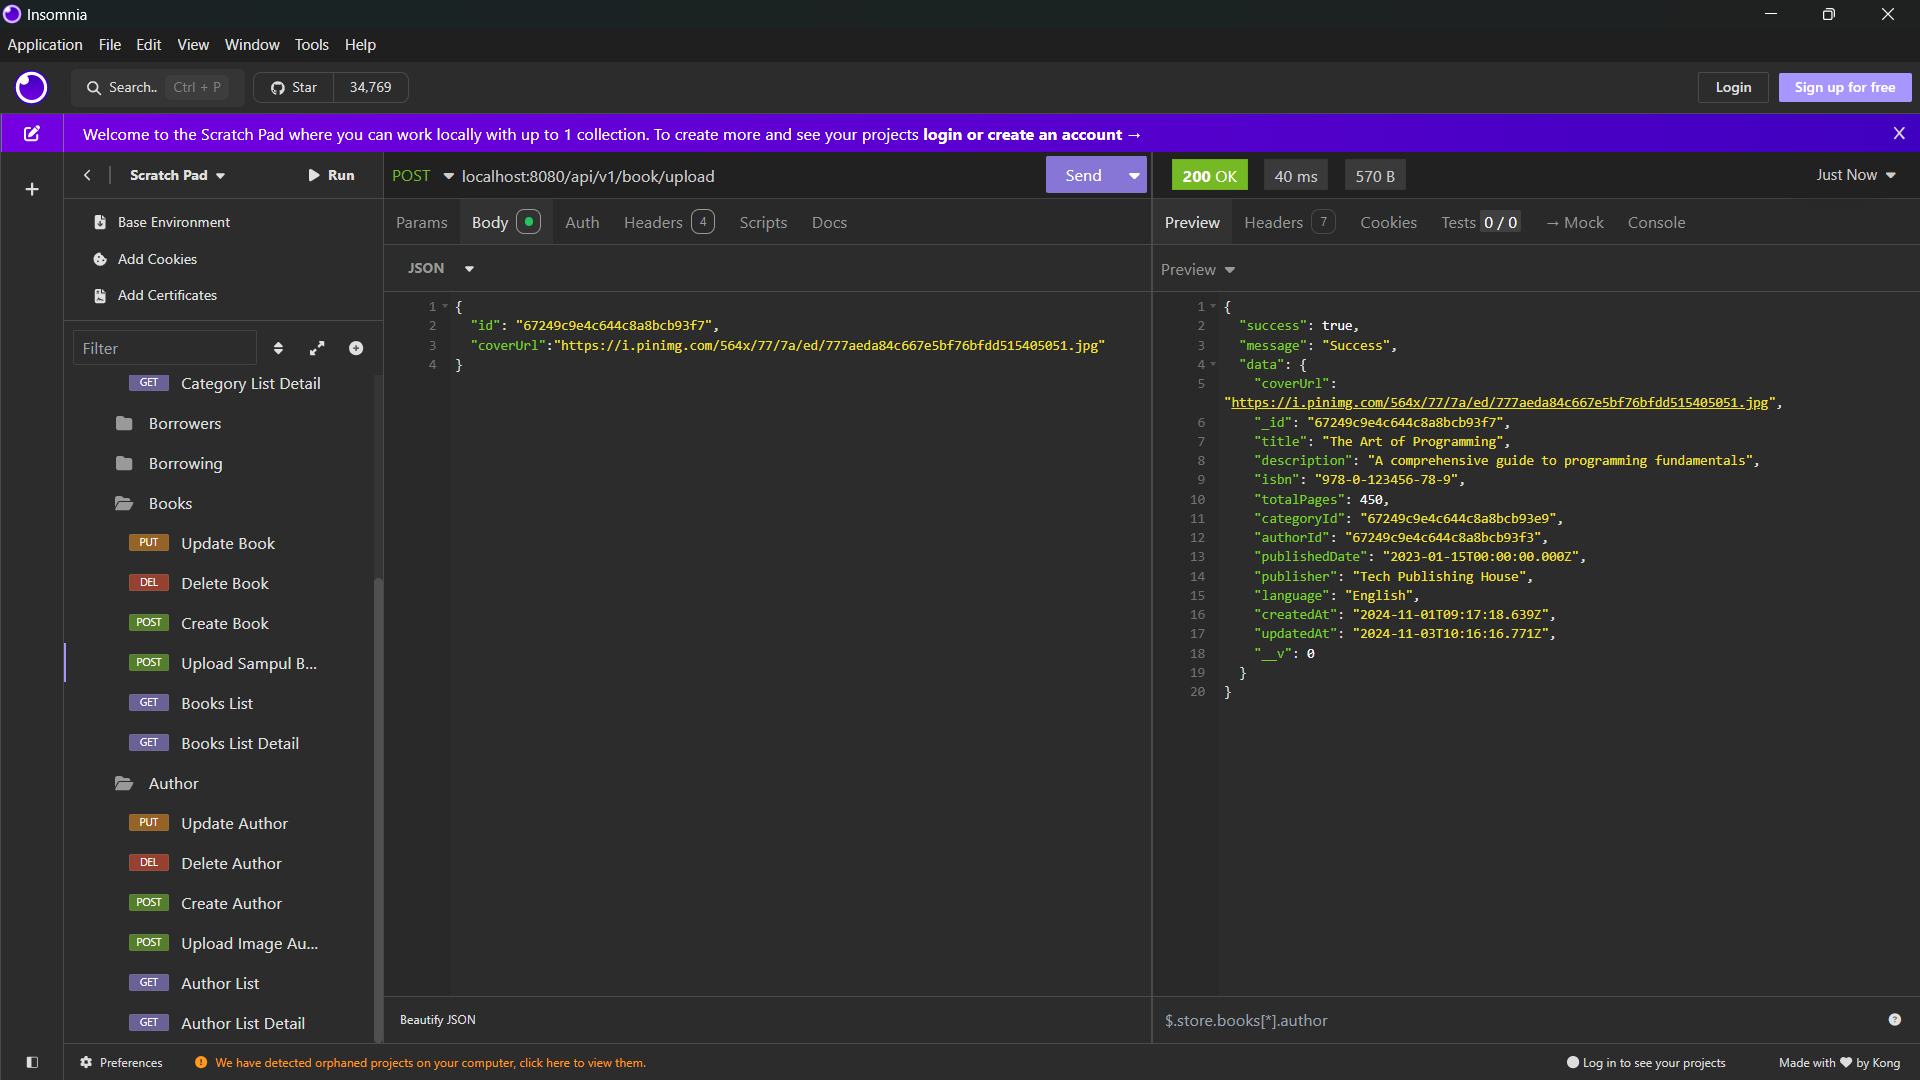 Insomnia
Application File Edit View Window Tools Help
Search.. Ctrl + P Star 34,769 Login Sign up for free
Welcome to the Scratch Pad where you can work locally with up to 1 collection. To create more and see your projects login or create an account →
Scratch Pad Run
Base Environment
Add Cookies
Add Certificates
Filter
GET Category List Detail
Borrowers
Borrowing
Books
PUT Update Book
DEL Delete Book
POST Create Book
POST Upload Sampul B...
GET Books List
GET Books List Detail
Author
PUT Update Author
DEL Delete Author
POST Create Author
POST Upload Image Au...
GET Author List
GET Author List Detail
POST localhost:8080/api/v1/book/upload Send
Params Body Auth Headers 4 Scripts Docs
JSON
1 {
2 "id": "67249c9e4c644c8a8bcb93f7",
3 "coverUrl":"https://i.pinimg.com/564x/77/7a/ed/777aeda84c667e5bf76bfdd515405051.jpg"
4 }
Beautify JSON
200 OK 40 ms 570 B Just Now
Preview Headers 7 Cookies Tests 0 / 0 → Mock Console
Preview
1 {
2 "success": true,
3 "message": "Success",
4 "data": {
5 "coverUrl":
"https://i.pinimg.com/564x/77/7a/ed/777aeda84c667e5bf76bfdd515405051.jpg",
6 "_id": "67249c9e4c644c8a8bcb93f7",
7 "title": "The Art of Programming",
8 "description": "A comprehensive guide to programming fundamentals",
9 "isbn": "978-0-123456-78-9",
10 "totalPages": 450,
11 "categoryId": "67249c9e4c644c8a8bcb93e9",
12 "authorId": "67249c9e4c644c8a8bcb93f3",
13 "publishedDate": "2023-01-15T00:00:00.000Z",
14 "publisher": "Tech Publishing House",
15 "language": "English",
16 "createdAt": "2024-11-01T09:17:18.639Z",
17 "updatedAt": "2024-11-03T10:16:16.771Z",
18 "__v": 0
19 }
20 }
$.store.books[*].author
Preferences We have detected orphaned projects on your computer, click here to view them. Log in to see your projects Made with ♥ by Kong